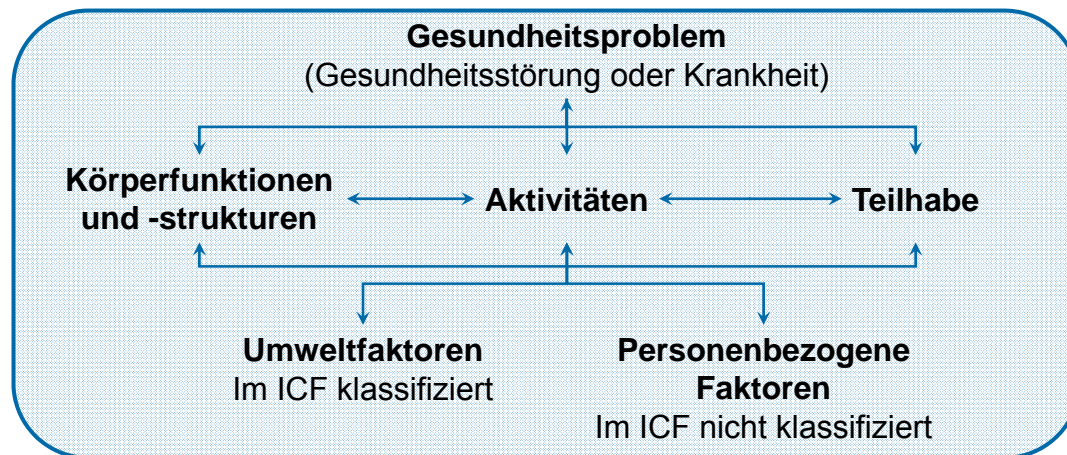 Gesundheitsproblem
(Gesundheitsstörung oder Krankheit)
Körperfunktionen
und -strukturen
Aktivitäten
Teilhabe
Umweltfaktoren
Im ICF klassifiziert
Personenbezogene
Faktoren
Im ICF nicht klassifiziert